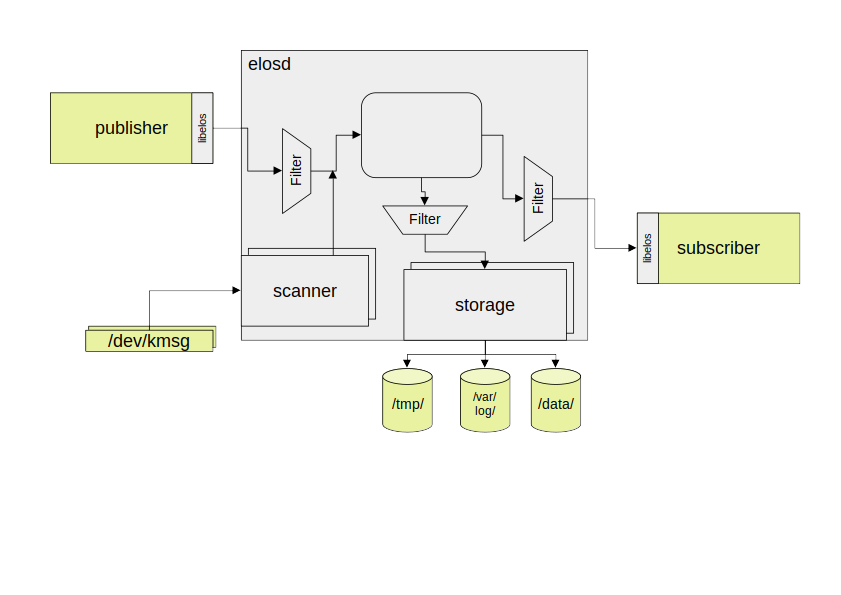 elosd
publisher
libelos
Filter
Filter
Filter
libelos
subscriber
scanner
storage
/dev/kmsg
/tmp/
/var/
log/
/data/